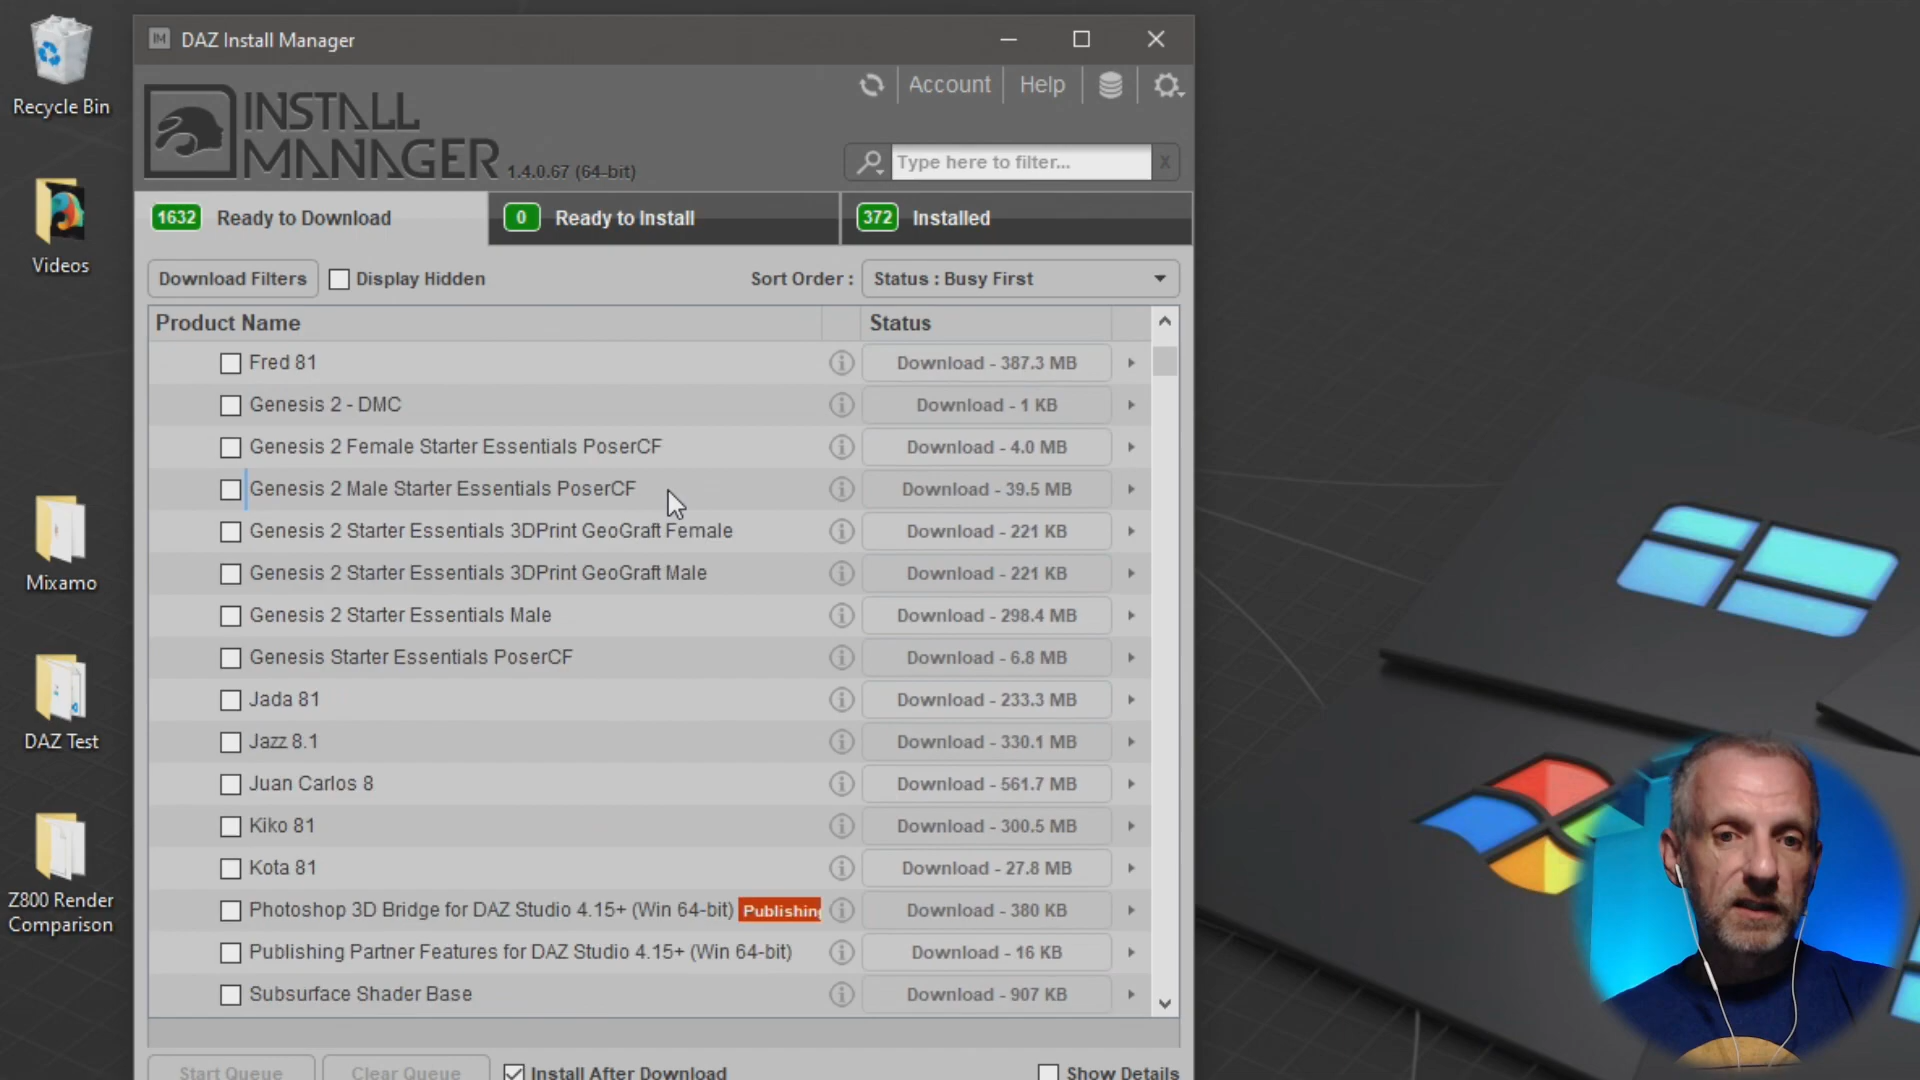 Recycle Bin
Videos
Mixamo
DAZ Test
Z800 Render
Comparison
IM DAZ Install Manager
Account Help
INSTALL
MANAGER 1.4.0.67 (64-bit)
Type here to filter... X
1632 Ready to Download 0 Ready to Install 372 Installed
Download Filters Display Hidden Sort Order : Status : Busy First
Product Name Status
Fred 81 Download - 387.3 MB
Genesis 2 - DMC Download - 1 KB
Genesis 2 Female Starter Essentials PoserCF Download - 4.0 MB
Genesis 2 Male Starter Essentials PoserCF Download - 39.5 MB
Genesis 2 Starter Essentials 3DPrint GeoGraft Female Download - 221 KB
Genesis 2 Starter Essentials 3DPrint GeoGraft Male Download - 221 KB
Genesis 2 Starter Essentials Male Download - 298.4 MB
Genesis Starter Essentials PoserCF Download - 6.8 MB
Jada 81 Download - 233.3 MB
Jazz 8.1 Download - 330.1 MB
Juan Carlos 8 Download - 561.7 MB
Kiko 81 Download - 300.5 MB
Kota 81 Download - 27.8 MB
Photoshop 3D Bridge for DAZ Studio 4.15+ (Win 64-bit) Publishing Download - 380 KB
Publishing Partner Features for DAZ Studio 4.15+ (Win 64-bit) Download - 16 KB
Subsurface Shader Base Download - 907 KB
Start Queue Clear Queue Install After Download Show Details